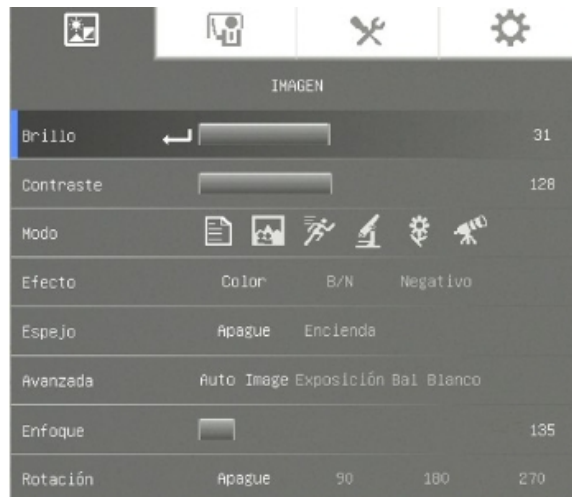 IMAGEN
Brillo 31
Contraste 128
Modo
Efecto Color B/N Negativo
Espejo Apague Encienda
Avanzada Auto Image Exposición Bal Blanco
Enfoque 135
Rotación Apague 90 180 270